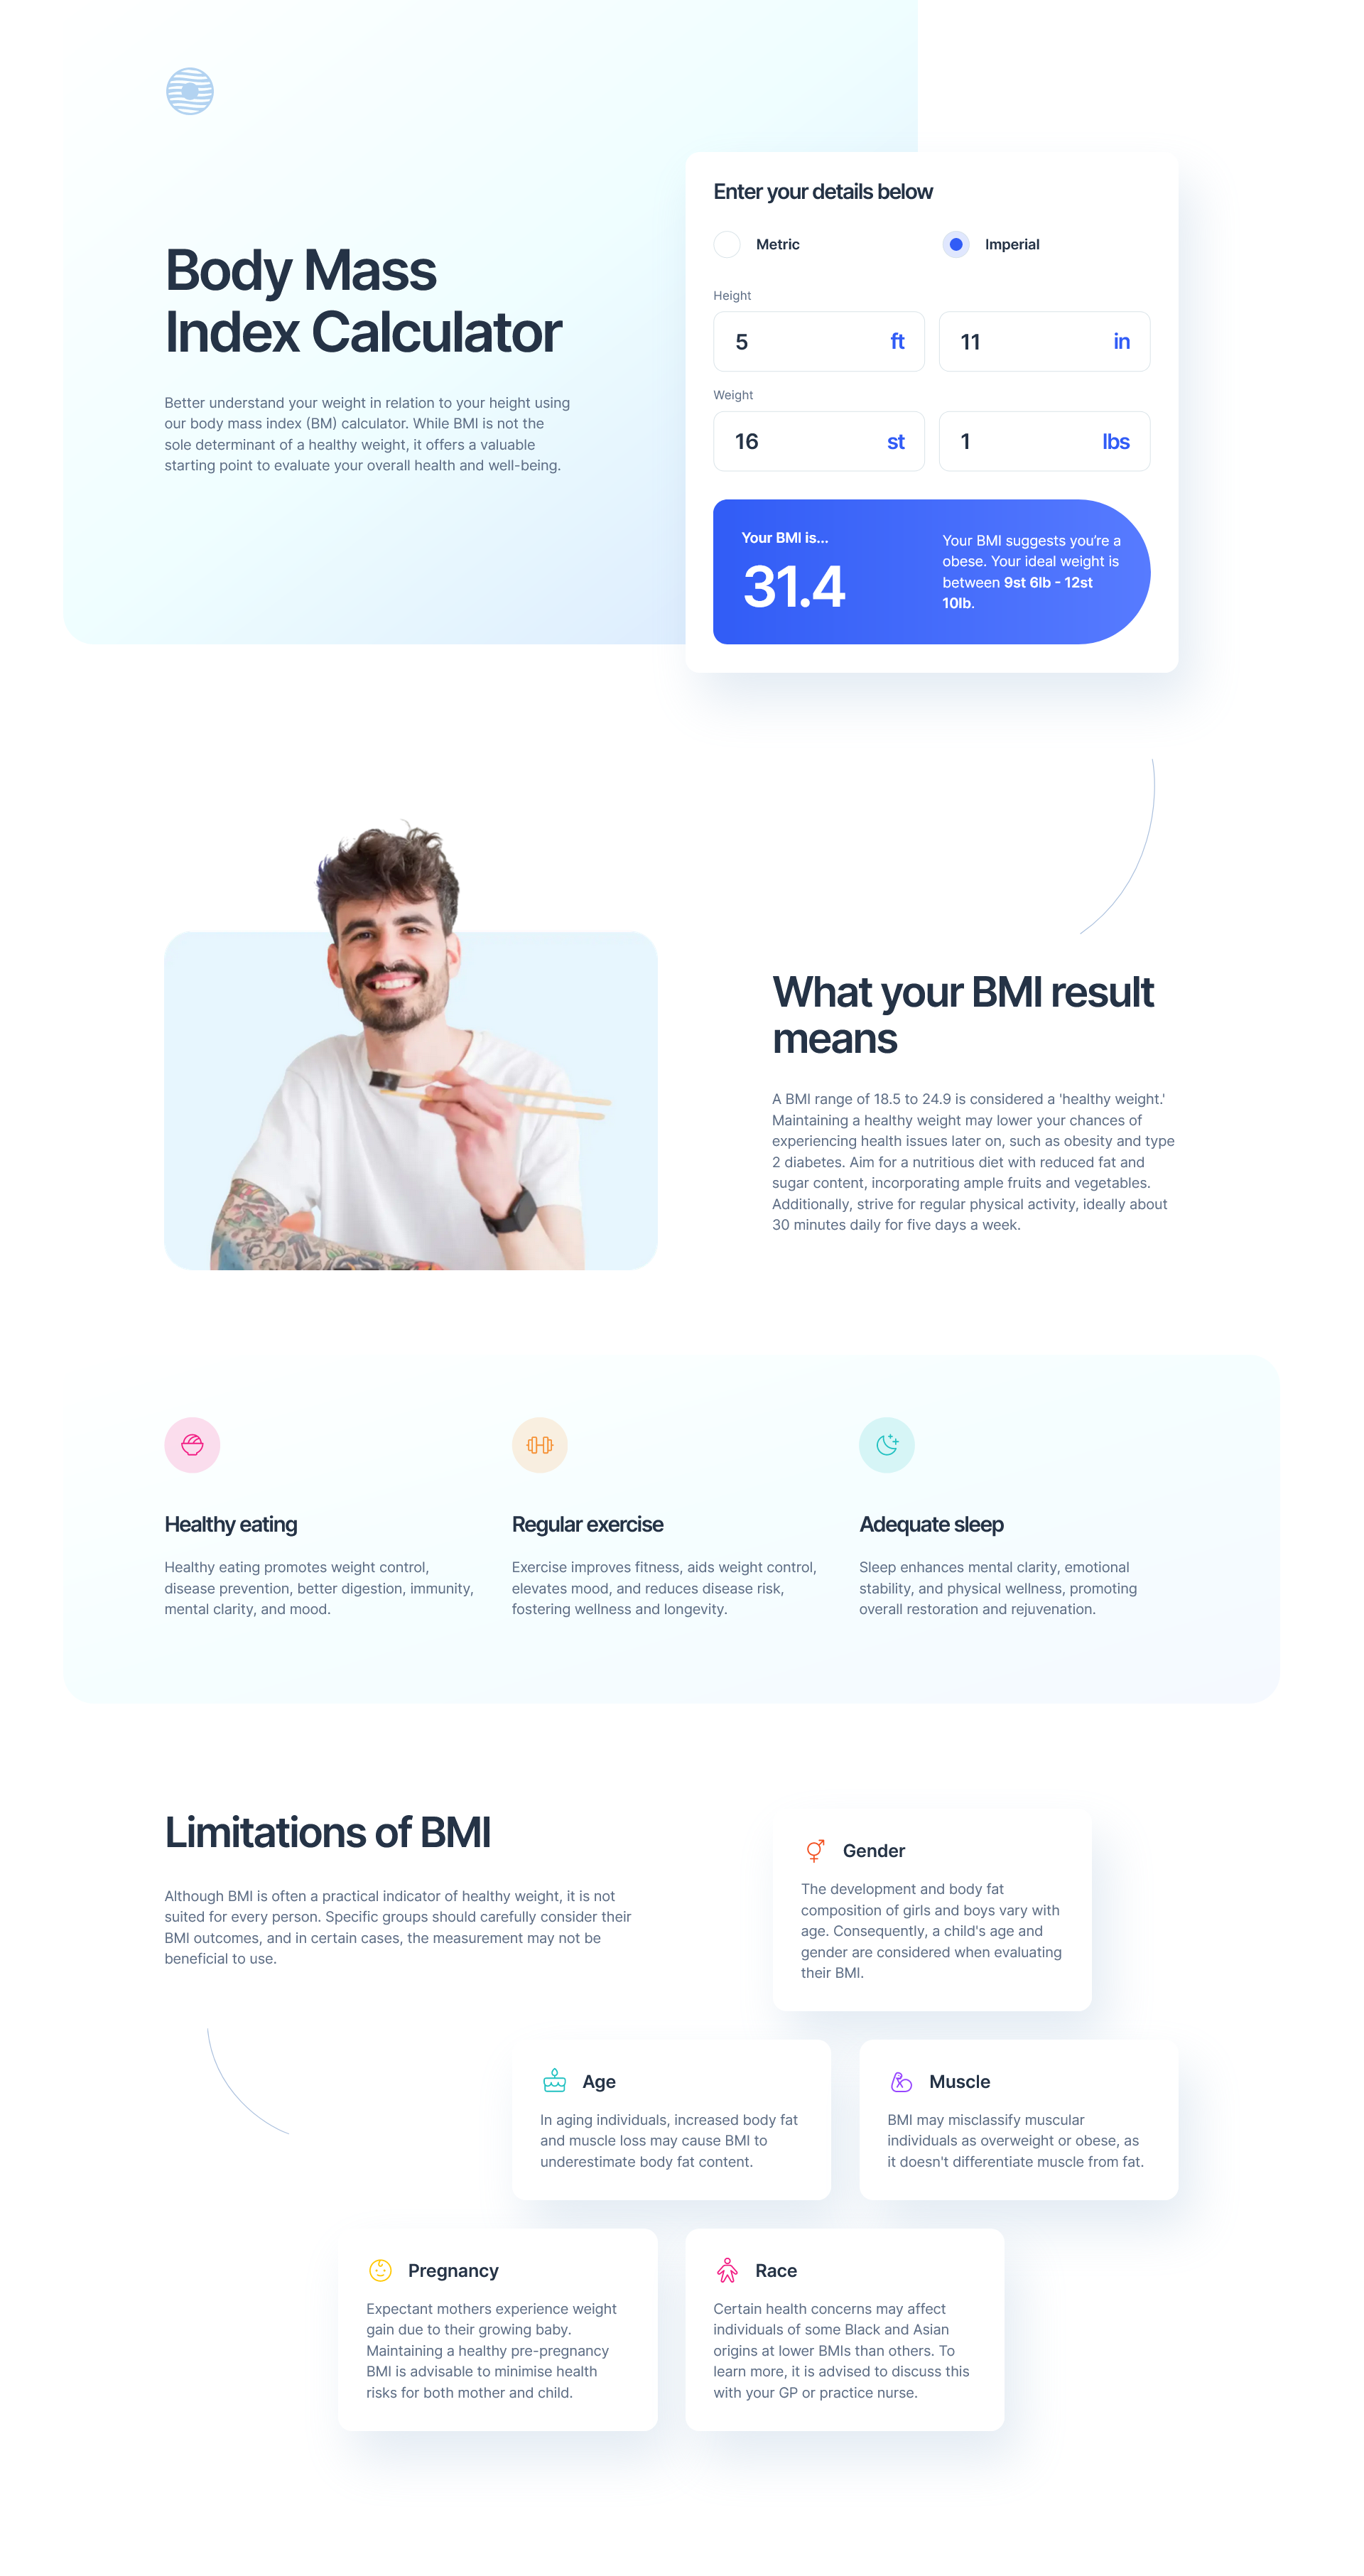 Body Mass
Index Calculator
Better understand your weight in relation to your height using
our body mass index (BM) calculator. While BMI is not the
sole determinant of a healthy weight, it offers a valuable
starting point to evaluate your overall health and well-being.
Enter your details below
Metric
Imperial
Height
5 ft
11 in
Weight
16 st
1 lbs
Your BMI is...
31.4
Your BMI suggests you're a
obese. Your ideal weight is
between 9st 6lb - 12st
10lb.
What your BMI result
means
A BMI range of 18.5 to 24.9 is considered a 'healthy weight.'
Maintaining a healthy weight may lower your chances of
experiencing health issues later on, such as obesity and type
2 diabetes. Aim for a nutritious diet with reduced fat and
sugar content, incorporating ample fruits and vegetables.
Additionally, strive for regular physical activity, ideally about
30 minutes daily for five days a week.
Healthy eating
Healthy eating promotes weight control,
disease prevention, better digestion, immunity,
mental clarity, and mood.
Regular exercise
Exercise improves fitness, aids weight control,
elevates mood, and reduces disease risk,
fostering wellness and longevity.
Adequate sleep
Sleep enhances mental clarity, emotional
stability, and physical wellness, promoting
overall restoration and rejuvenation.
Limitations of BMI
Although BMI is often a practical indicator of healthy weight, it is not
suited for every person. Specific groups should carefully consider their
BMI outcomes, and in certain cases, the measurement may not be
beneficial to use.
Gender
The development and body fat
composition of girls and boys vary with
age. Consequently, a child's age and
gender are considered when evaluating
their BMI.
Age
In aging individuals, increased body fat
and muscle loss may cause BMI to
underestimate body fat content.
Muscle
BMI may misclassify muscular
individuals as overweight or obese, as
it doesn't differentiate muscle from fat.
Pregnancy
Expectant mothers experience weight
gain due to their growing baby.
Maintaining a healthy pre-pregnancy
BMI is advisable to minimise health
risks for both mother and child.
Race
Certain health concerns may affect
individuals of some Black and Asian
origins at lower BMIs than others. To
learn more, it is advised to discuss this
with your GP or practice nurse.